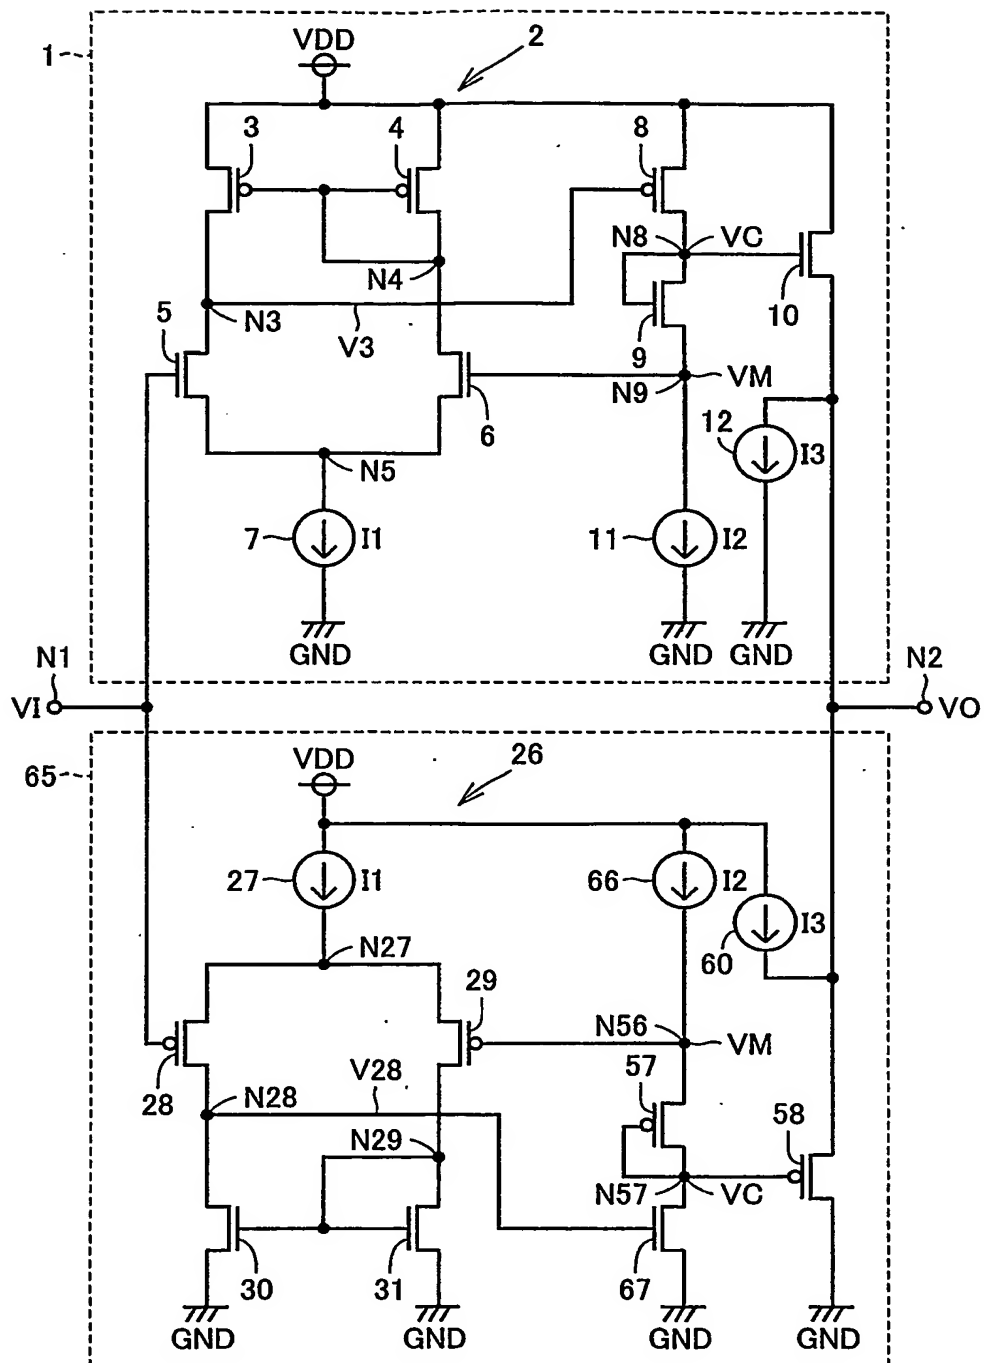 1
VDD
2
3
4
8
N8
VC
N4
N3
V3
5
9
10
6
N9
VM
12
I3
N5
7
I1
11
I2
GND
GND
GND
N1
VI
N2
VO
65
VDD
26
27
I1
66
I2
I3
60
N27
29
N56
VM
28
N28
V28
57
58
N29
N57
VC
30
31
67
GND
GND
GND
GND